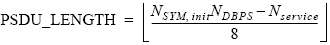 PSDU_LENGTH = ⌊(N_{SYM, init}N_{DBPS} – N_{service})/8⌋